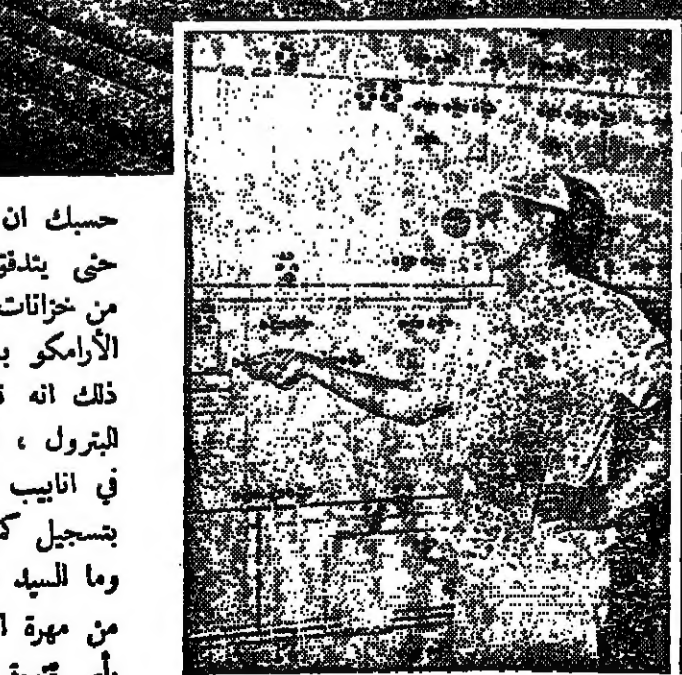 حسبك ان
حتى يتدفق
من خزانات
الأرامكو
ذلك انه
للبترول ،
في انابيب
بتسجيل
وما السيد
من مهرة